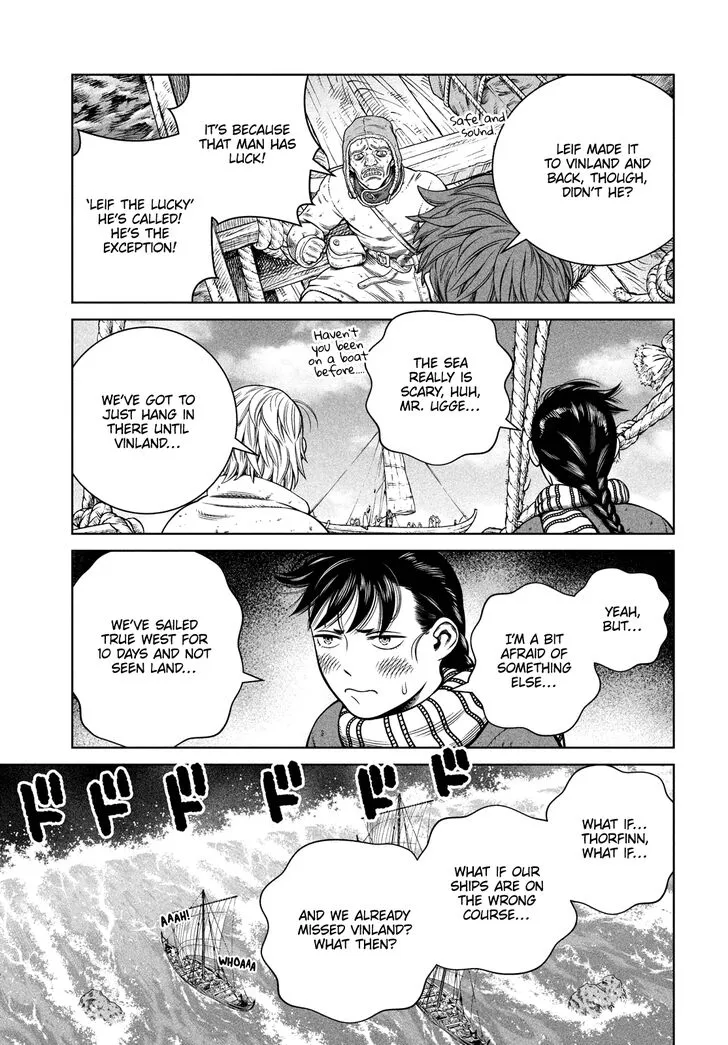 LEIF MADE IT
TO VINLAND AND
BACK, THOUGH,
DIDN'T HE?
Safe and
sound
IT'S BECAUSE
THAT MAN HAS
LUCK!
'LEIF THE LUCKY'
HE'S CALLED!
HE'S THE
EXCEPTION!
THE SEA
REALLY IS
SCARY, HUH,
MR. UGGE...
Haven't
you been
on a boat
before....
WE'VE GOT TO
JUST HANG IN
THERE UNTIL
VINLAND...
YEAH,
BUT...
I'M A BIT
AFRAID OF
SOMETHING
ELSE...
WE'VE SAILED
TRUE WEST FOR
10 DAYS AND NOT
SEEN LAND...
WHAT IF...
THORFINN,
WHAT IF...
WHAT IF OUR
SHIPS ARE ON
THE WRONG
COURSE...
AND WE ALREADY
MISSED VINLAND?
WHAT THEN?
ドドドドドド
AAAH!
WHOAAA